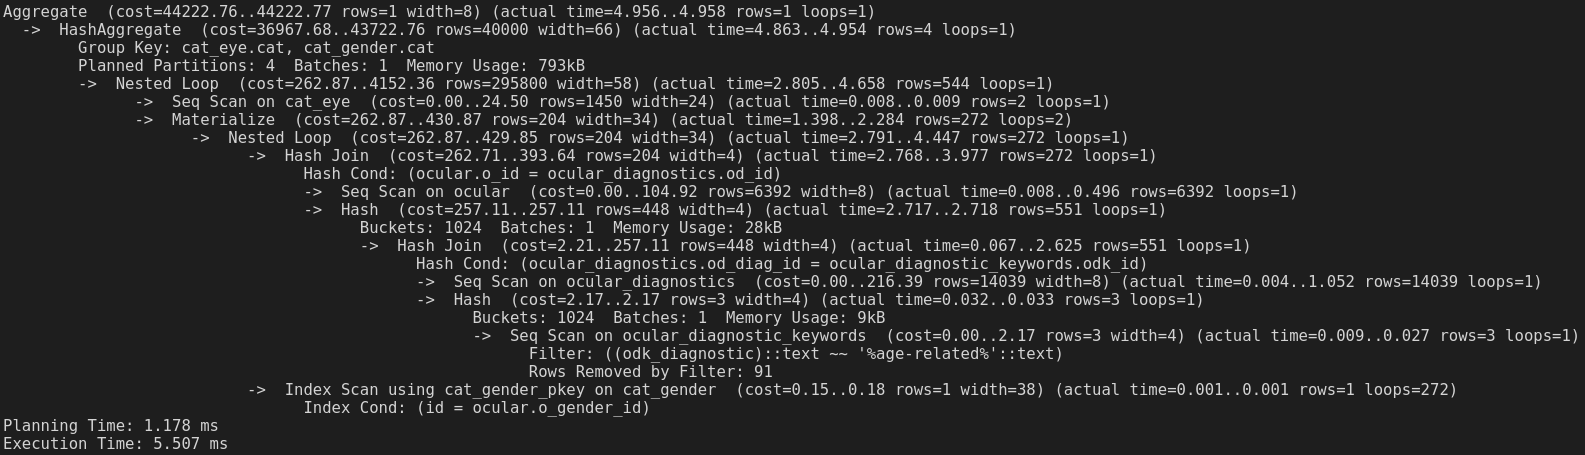 Aggregate  (cost=44222.76..44222.77 rows=1 width=8) (actual time=4.956..4.958 rows=1 loops=1)
  ->  HashAggregate  (cost=36967.68..43722.76 rows=40000 width=66) (actual time=4.863..4.954 rows=4 loops=1)
        Group Key: cat_eye.cat, cat_gender.cat
        Planned Partitions: 4  Batches: 1  Memory Usage: 793kB
        ->  Nested Loop  (cost=262.87..4152.36 rows=295800 width=58) (actual time=2.805..4.658 rows=544 loops=1)
              ->  Seq Scan on cat_eye  (cost=0.00..24.50 rows=1450 width=24) (actual time=0.008..0.009 rows=2 loops=1)
              ->  Materialize  (cost=262.87..430.87 rows=204 width=34) (actual time=1.398..2.284 rows=272 loops=2)
                    ->  Nested Loop  (cost=262.87..429.85 rows=204 width=34) (actual time=2.791..4.447 rows=272 loops=1)
                          ->  Hash Join  (cost=262.71..393.64 rows=204 width=4) (actual time=2.768..3.977 rows=272 loops=1)
                                Hash Cond: (ocular.o_id = ocular_diagnostics.od_id)
                                ->  Seq Scan on ocular  (cost=0.00..104.92 rows=6392 width=8) (actual time=0.008..0.496 rows=6392 loops=1)
                                ->  Hash  (cost=257.11..257.11 rows=448 width=4) (actual time=2.717..2.718 rows=551 loops=1)
                                      Buckets: 1024  Batches: 1  Memory Usage: 28kB
                                      ->  Hash Join  (cost=2.21..257.11 rows=448 width=4) (actual time=0.067..2.625 rows=551 loops=1)
                                            Hash Cond: (ocular_diagnostics.od_diag_id = ocular_diagnostic_keywords.odk_id)
                                            ->  Seq Scan on ocular_diagnostics  (cost=0.00..216.39 rows=14039 width=8) (actual time=0.004..1.052 rows=14039 loops=1)
                                            ->  Hash  (cost=2.17..2.17 rows=3 width=4) (actual time=0.032..0.033 rows=3 loops=1)
                                                  Buckets: 1024  Batches: 1  Memory Usage: 9kB
                                                  ->  Seq Scan on ocular_diagnostic_keywords  (cost=0.00..2.17 rows=3 width=4) (actual time=0.009..0.027 rows=3 loops=1)
                                                        Filter: ((odk_diagnostic)::text ~~ '%age-related%'::text)
                                                        Rows Removed by Filter: 91
                          ->  Index Scan using cat_gender_pkey on cat_gender  (cost=0.15..0.18 rows=1 width=38) (actual time=0.001..0.001 rows=1 loops=272)
                                Index Cond: (id = ocular.o_gender_id)
Planning Time: 1.178 ms
Execution Time: 5.507 ms